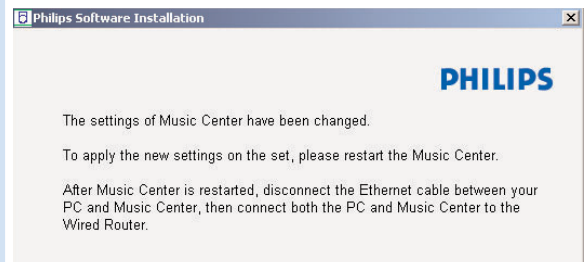 Philips Software Installation
PHILIPS
The settings of Music Center have been changed.
To apply the new settings on the set, please restart the Music Center.
After Music Center is restarted, disconnect the Ethernet cable between your
PC and Music Center, then connect both the PC and Music Center to the
Wired Router.